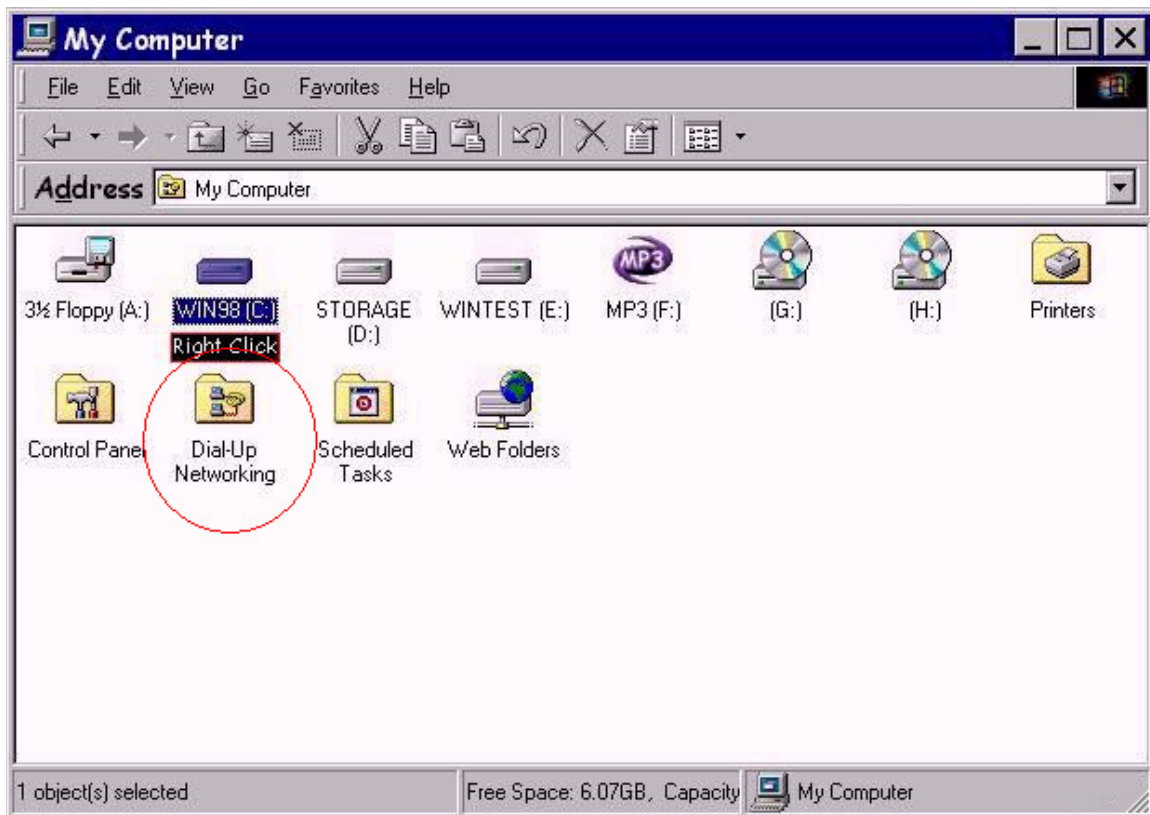 My Computer
File Edit View Go Favorites Help
Address My Computer
3½ Floppy (A:)
WIN98 (C:)
Right Click
STORAGE
(D:)
WINTEST (E:)
MP3
MP3 (F:)
(G:)
(H:)
Printers
Control Panel
Dial-Up
Networking
Scheduled
Tasks
Web Folders
1 object(s) selected
Free Space: 6.07GB, Capacity
My Computer